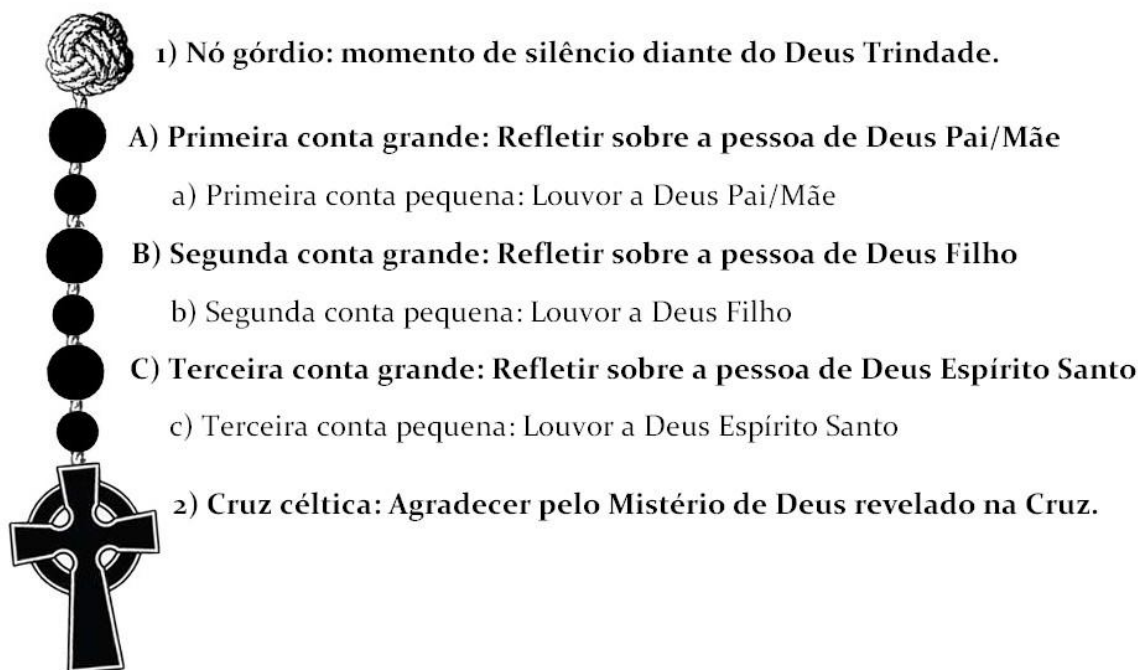 1) Nó górdio: momento de silêncio diante do Deus Trindade.
A) Primeira conta grande: Refletir sobre a pessoa de Deus Pai/Mãe
a) Primeira conta pequena: Louvor a Deus Pai/Mãe
B) Segunda conta grande: Refletir sobre a pessoa de Deus Filho
b) Segunda conta pequena: Louvor a Deus Filho
C) Terceira conta grande: Refletir sobre a pessoa de Deus Espírito Santo
c) Terceira conta pequena: Louvor a Deus Espírito Santo
2) Cruz céltica: Agradecer pelo Mistério de Deus revelado na Cruz.